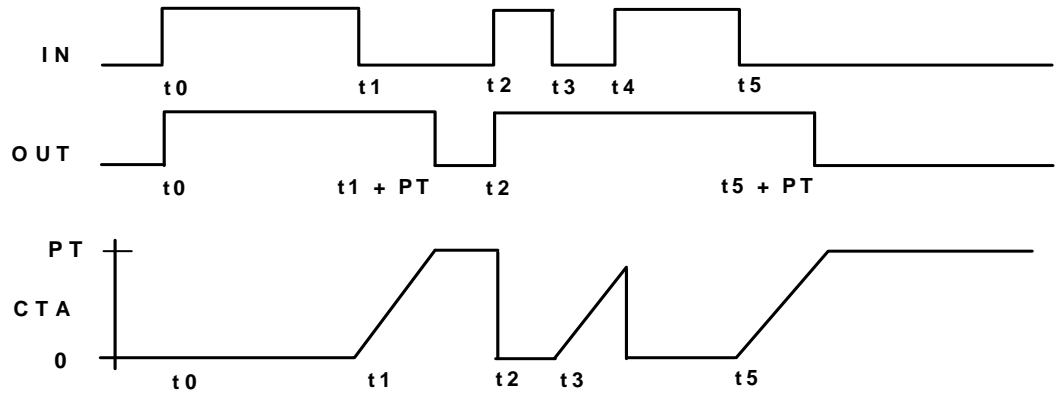 IN
t0 t1 t2 t3 t4 t5
OUT
t0 t1 + PT t2 t5 + PT
PT
CTA
0
t0 t1 t2 t3 t5